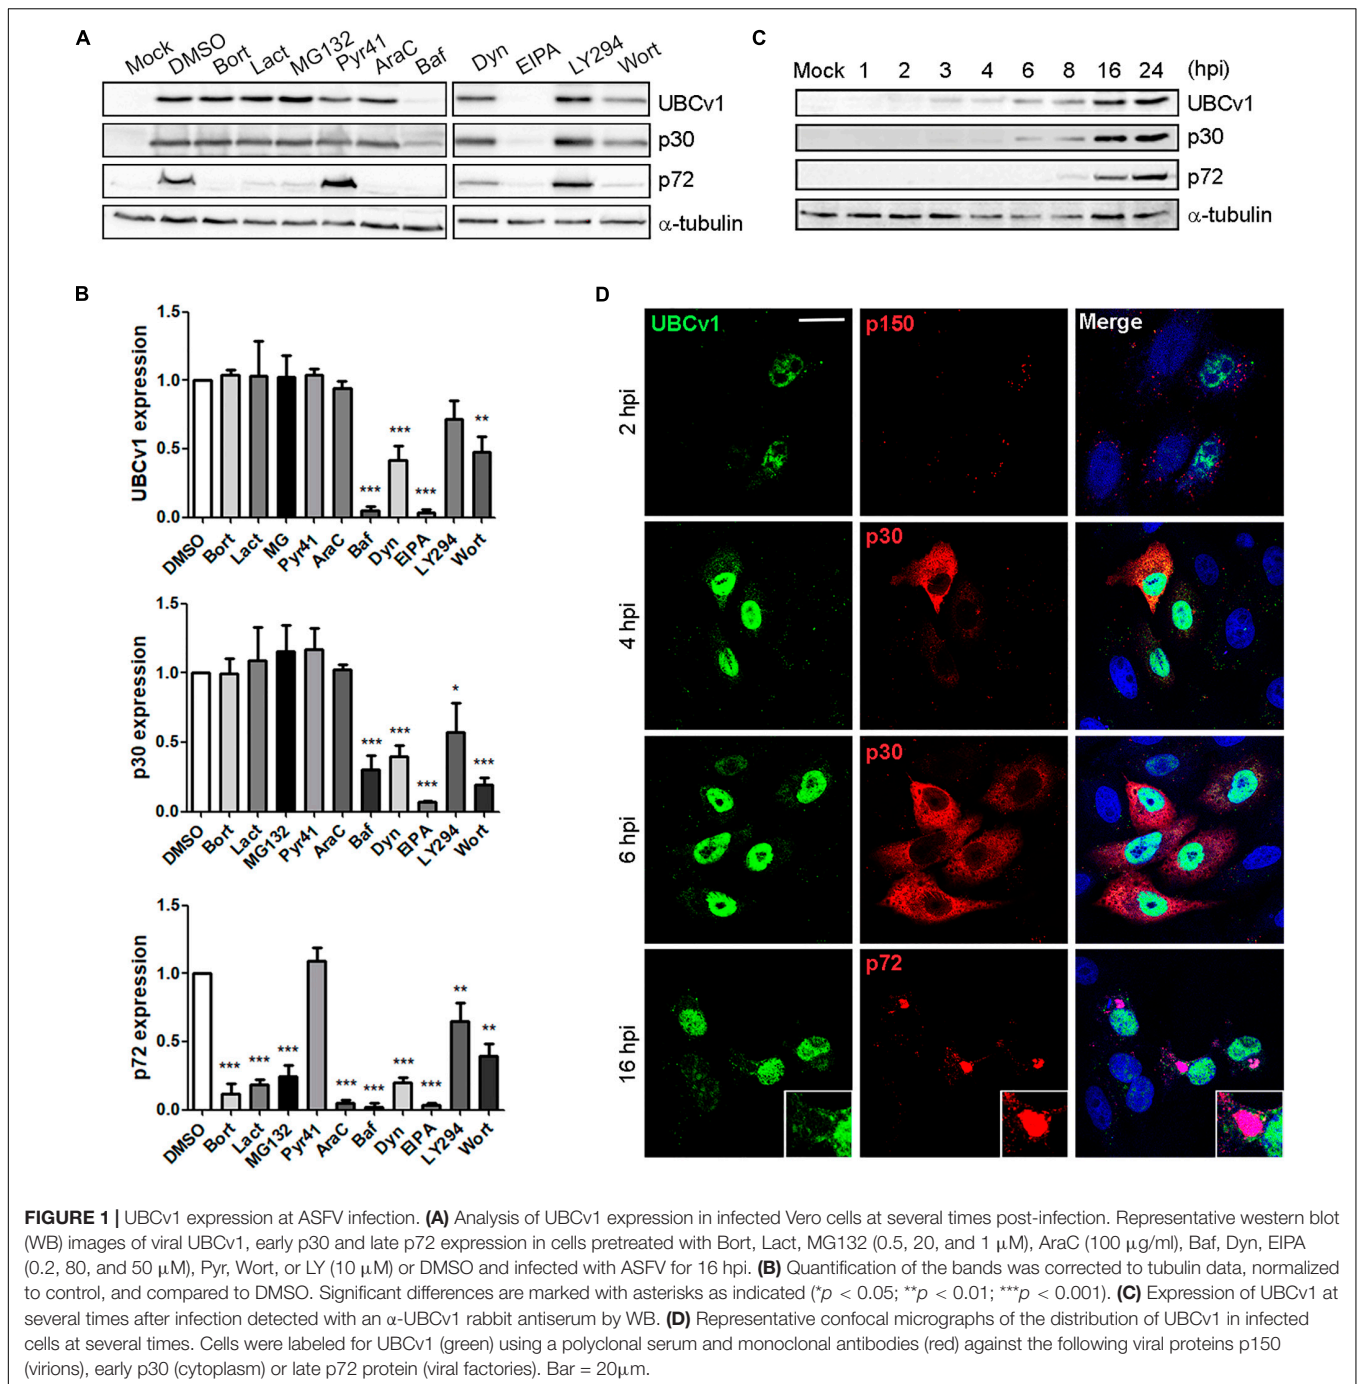 A
Mock DMSO Bort Lact MG132 Pyr41 AraC Baf Dyn EIPA LY294 Wort
UBCv1
p30
p72
α-tubulin
C
Mock 1 2 3 4 6 8 16 24 (hpi)
UBCv1
p30
p72
α-tubulin
B
UBCv1 expression
1.5
1.0
0.5
0.0
*** *** *** **
DMSO Bort Lact MG Pyr41 AraC Baf Dyn EIPA LY294 Wort
p30 expression
1.5
1.0
0.5
0.0
*** *** *** * ***
DMSO Bort Lact MG132 Pyr41 AraC Baf Dyn EIPA LY294 Wort
p72 expression
1.5
1.0
0.5
0.0
*** *** *** *** *** *** *** ** **
DMSO Bort Lact MG132 Pyr41 AraC Baf Dyn EIPA LY294 Wort
D
UBCv1 p150 Merge
2 hpi
p30
4 hpi
p30
6 hpi
p72
16 hpi
FIGURE 1 | UBCv1 expression at ASFV infection. (A) Analysis of UBCv1 expression in infected Vero cells at several times post-infection. Representative western blot
(WB) images of viral UBCv1, early p30 and late p72 expression in cells pretreated with Bort, Lact, MG132 (0.5, 20, and 1 μM), AraC (100 μg/ml), Baf, Dyn, EIPA
(0.2, 80, and 50 μM), Pyr, Wort, or LY (10 μM) or DMSO and infected with ASFV for 16 hpi. (B) Quantification of the bands was corrected to tubulin data, normalized
to control, and compared to DMSO. Significant differences are marked with asterisks as indicated (*p < 0.05; **p < 0.01; ***p < 0.001). (C) Expression of UBCv1 at
several times after infection detected with an α-UBCv1 rabbit antiserum by WB. (D) Representative confocal micrographs of the distribution of UBCv1 in infected
cells at several times. Cells were labeled for UBCv1 (green) using a polyclonal serum and monoclonal antibodies (red) against the following viral proteins p150
(virions), early p30 (cytoplasm) or late p72 protein (viral factories). Bar = 20μm.